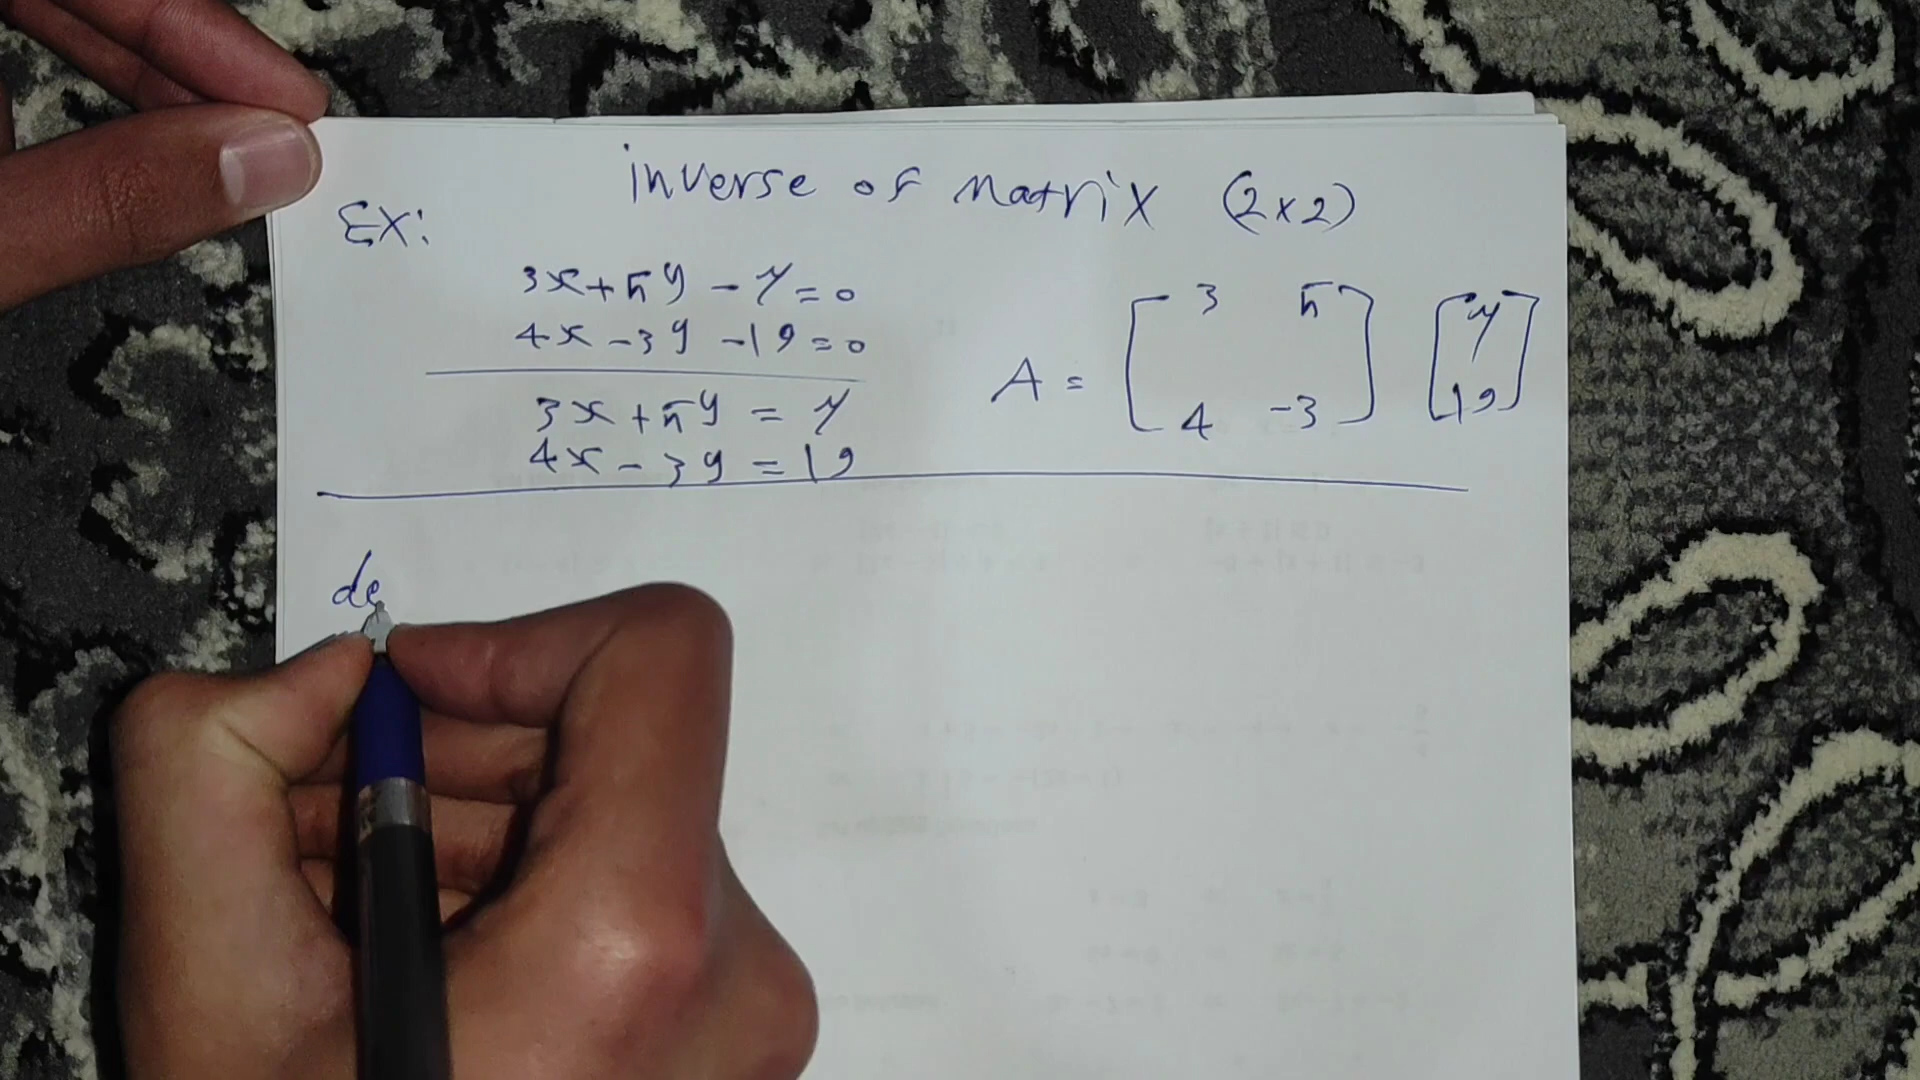 inverse of matrix (2x2)
EX:
3x+5y-7=0
4x-3y-19=0
3x+5y=7
4x-3y=19
A = [3 5
4 -3] [7
19]
de